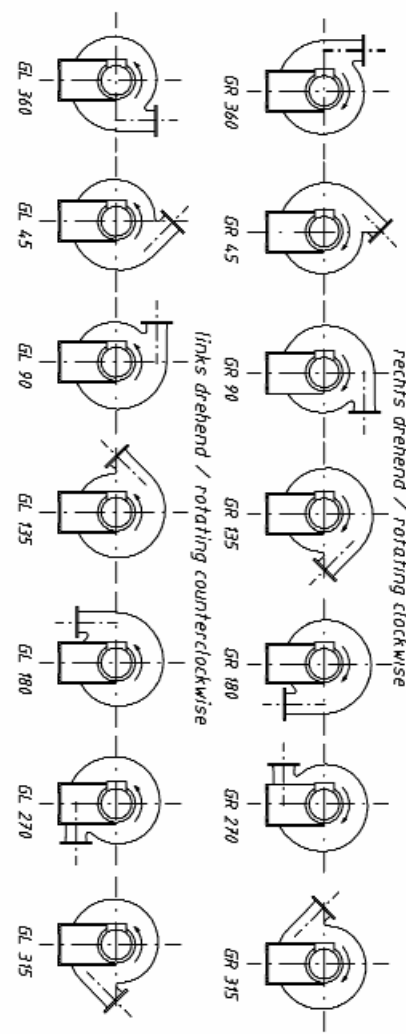 rechts drehend / rotating clockwise
GR 360
GR 45
GR 90
GR 135
GR 180
GR 270
GR 315
links drehend / rotating counterclockwise
GL 360
GL 45
GL 90
GL 135
GL 180
GL 270
GL 315